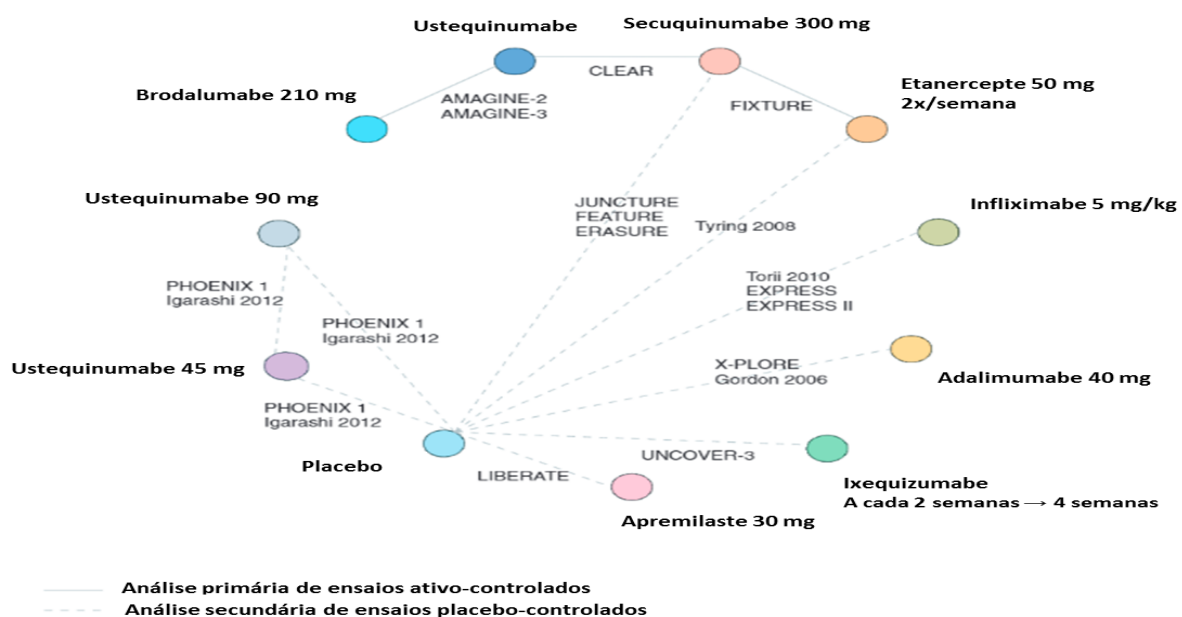 Ustequinumabe
Secuquinumabe 300 mg
CLEAR
Etanercepte 50 mg
2x/semana
Brodalumabe 210 mg
AMAGINE-2
AMAGINE-3
FIXTURE
Ustequinumabe 90 mg
JUNCTURE
FEATURE
ERASURE
Tyring 2008
Infliximabe 5 mg/kg
PHOENIX 1
Igarashi 2012
Torii 2010
EXPRESS
EXPRESS II
PHOENIX 1
Igarashi 2012
Ustequinumabe 45 mg
X-PLORE
Gordon 2006
Adalimumabe 40 mg
PHOENIX 1
Igarashi 2012
Placebo
UNCOVER-3
LIBERATE
Ixequizumabe
A cada 2 semanas → 4 semanas
Apremilaste 30 mg
Análise primária de ensaios ativo-controlados
Análise secundária de ensaios placebo-controlados